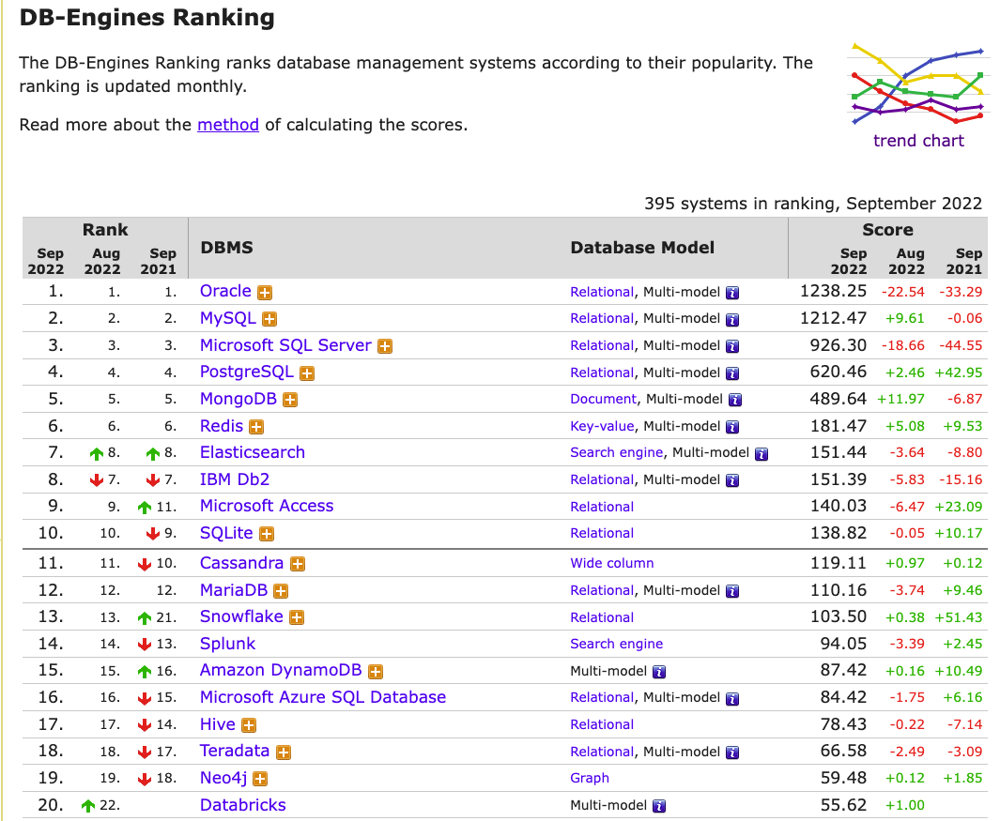 DB-Engines Ranking
The DB-Engines Ranking ranks database management systems according to their popularity. The
ranking is updated monthly.
Read more about the method of calculating the scores.
trend chart
395 systems in ranking, September 2022
Rank DBMS Database Model Score
Sep 2022 Aug 2022 Sep 2021 Sep 2022 Aug 2022 Sep 2021
1. 1. 1. Oracle Relational, Multi-model i 1238.25 -22.54 -33.29
2. 2. 2. MySQL Relational, Multi-model i 1212.47 +9.61 -0.06
3. 3. 3. Microsoft SQL Server Relational, Multi-model i 926.30 -18.66 -44.55
4. 4. 4. PostgreSQL Relational, Multi-model i 620.46 +2.46 +42.95
5. 5. 5. MongoDB Document, Multi-model i 489.64 +11.97 -6.87
6. 6. 6. Redis Key-value, Multi-model i 181.47 +5.08 +9.53
7. 8. 8. Elasticsearch Search engine, Multi-model i 151.44 -3.64 -8.80
8. 7. 7. IBM Db2 Relational, Multi-model i 151.39 -5.83 -15.16
9. 9. 11. Microsoft Access Relational 140.03 -6.47 +23.09
10. 10. 9. SQLite Relational 138.82 -0.05 +10.17
11. 11. 10. Cassandra Wide column 119.11 +0.97 +0.12
12. 12. 12. MariaDB Relational, Multi-model i 110.16 -3.74 +9.46
13. 13. 21. Snowflake Relational 103.50 +0.38 +51.43
14. 14. 13. Splunk Search engine 94.05 -3.39 +2.45
15. 15. 16. Amazon DynamoDB Multi-model i 87.42 +0.16 +10.49
16. 16. 15. Microsoft Azure SQL Database Relational, Multi-model i 84.42 -1.75 +6.16
17. 17. 14. Hive Relational 78.43 -0.22 -7.14
18. 18. 17. Teradata Relational, Multi-model i 66.58 -2.49 -3.09
19. 19. 18. Neo4j Graph 59.48 +0.12 +1.85
20. 22. Databricks Multi-model i 55.62 +1.00